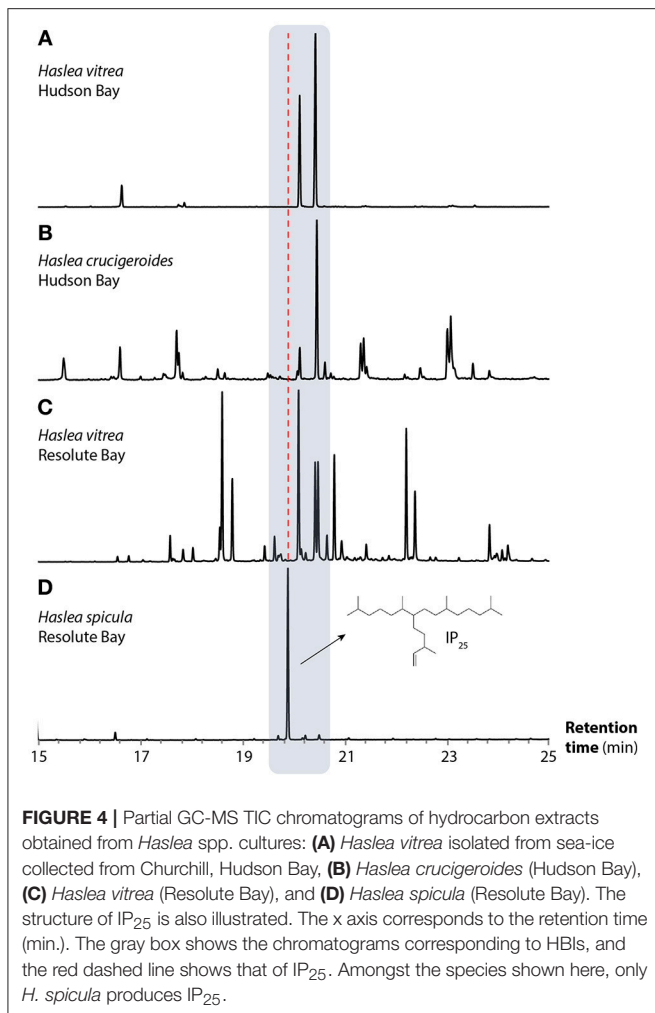 A
Haslea vitrea
Hudson Bay
B
Haslea crucigeroides
Hudson Bay
C
Haslea vitrea
Resolute Bay
D
Haslea spicula
Resolute Bay
IP25
Retention
time (min)
15 17 19 21 23 25
FIGURE 4 | Partial GC-MS TIC chromatograms of hydrocarbon extracts
obtained from Haslea spp. cultures: (A) Haslea vitrea isolated from sea-ice
collected from Churchill, Hudson Bay, (B) Haslea crucigeroides (Hudson Bay),
(C) Haslea vitrea (Resolute Bay), and (D) Haslea spicula (Resolute Bay). The
structure of IP25 is also illustrated. The x axis corresponds to the retention time
(min.). The gray box shows the chromatograms corresponding to HBIs, and
the red dashed line shows that of IP25. Amongst the species shown here, only
H. spicula produces IP25.